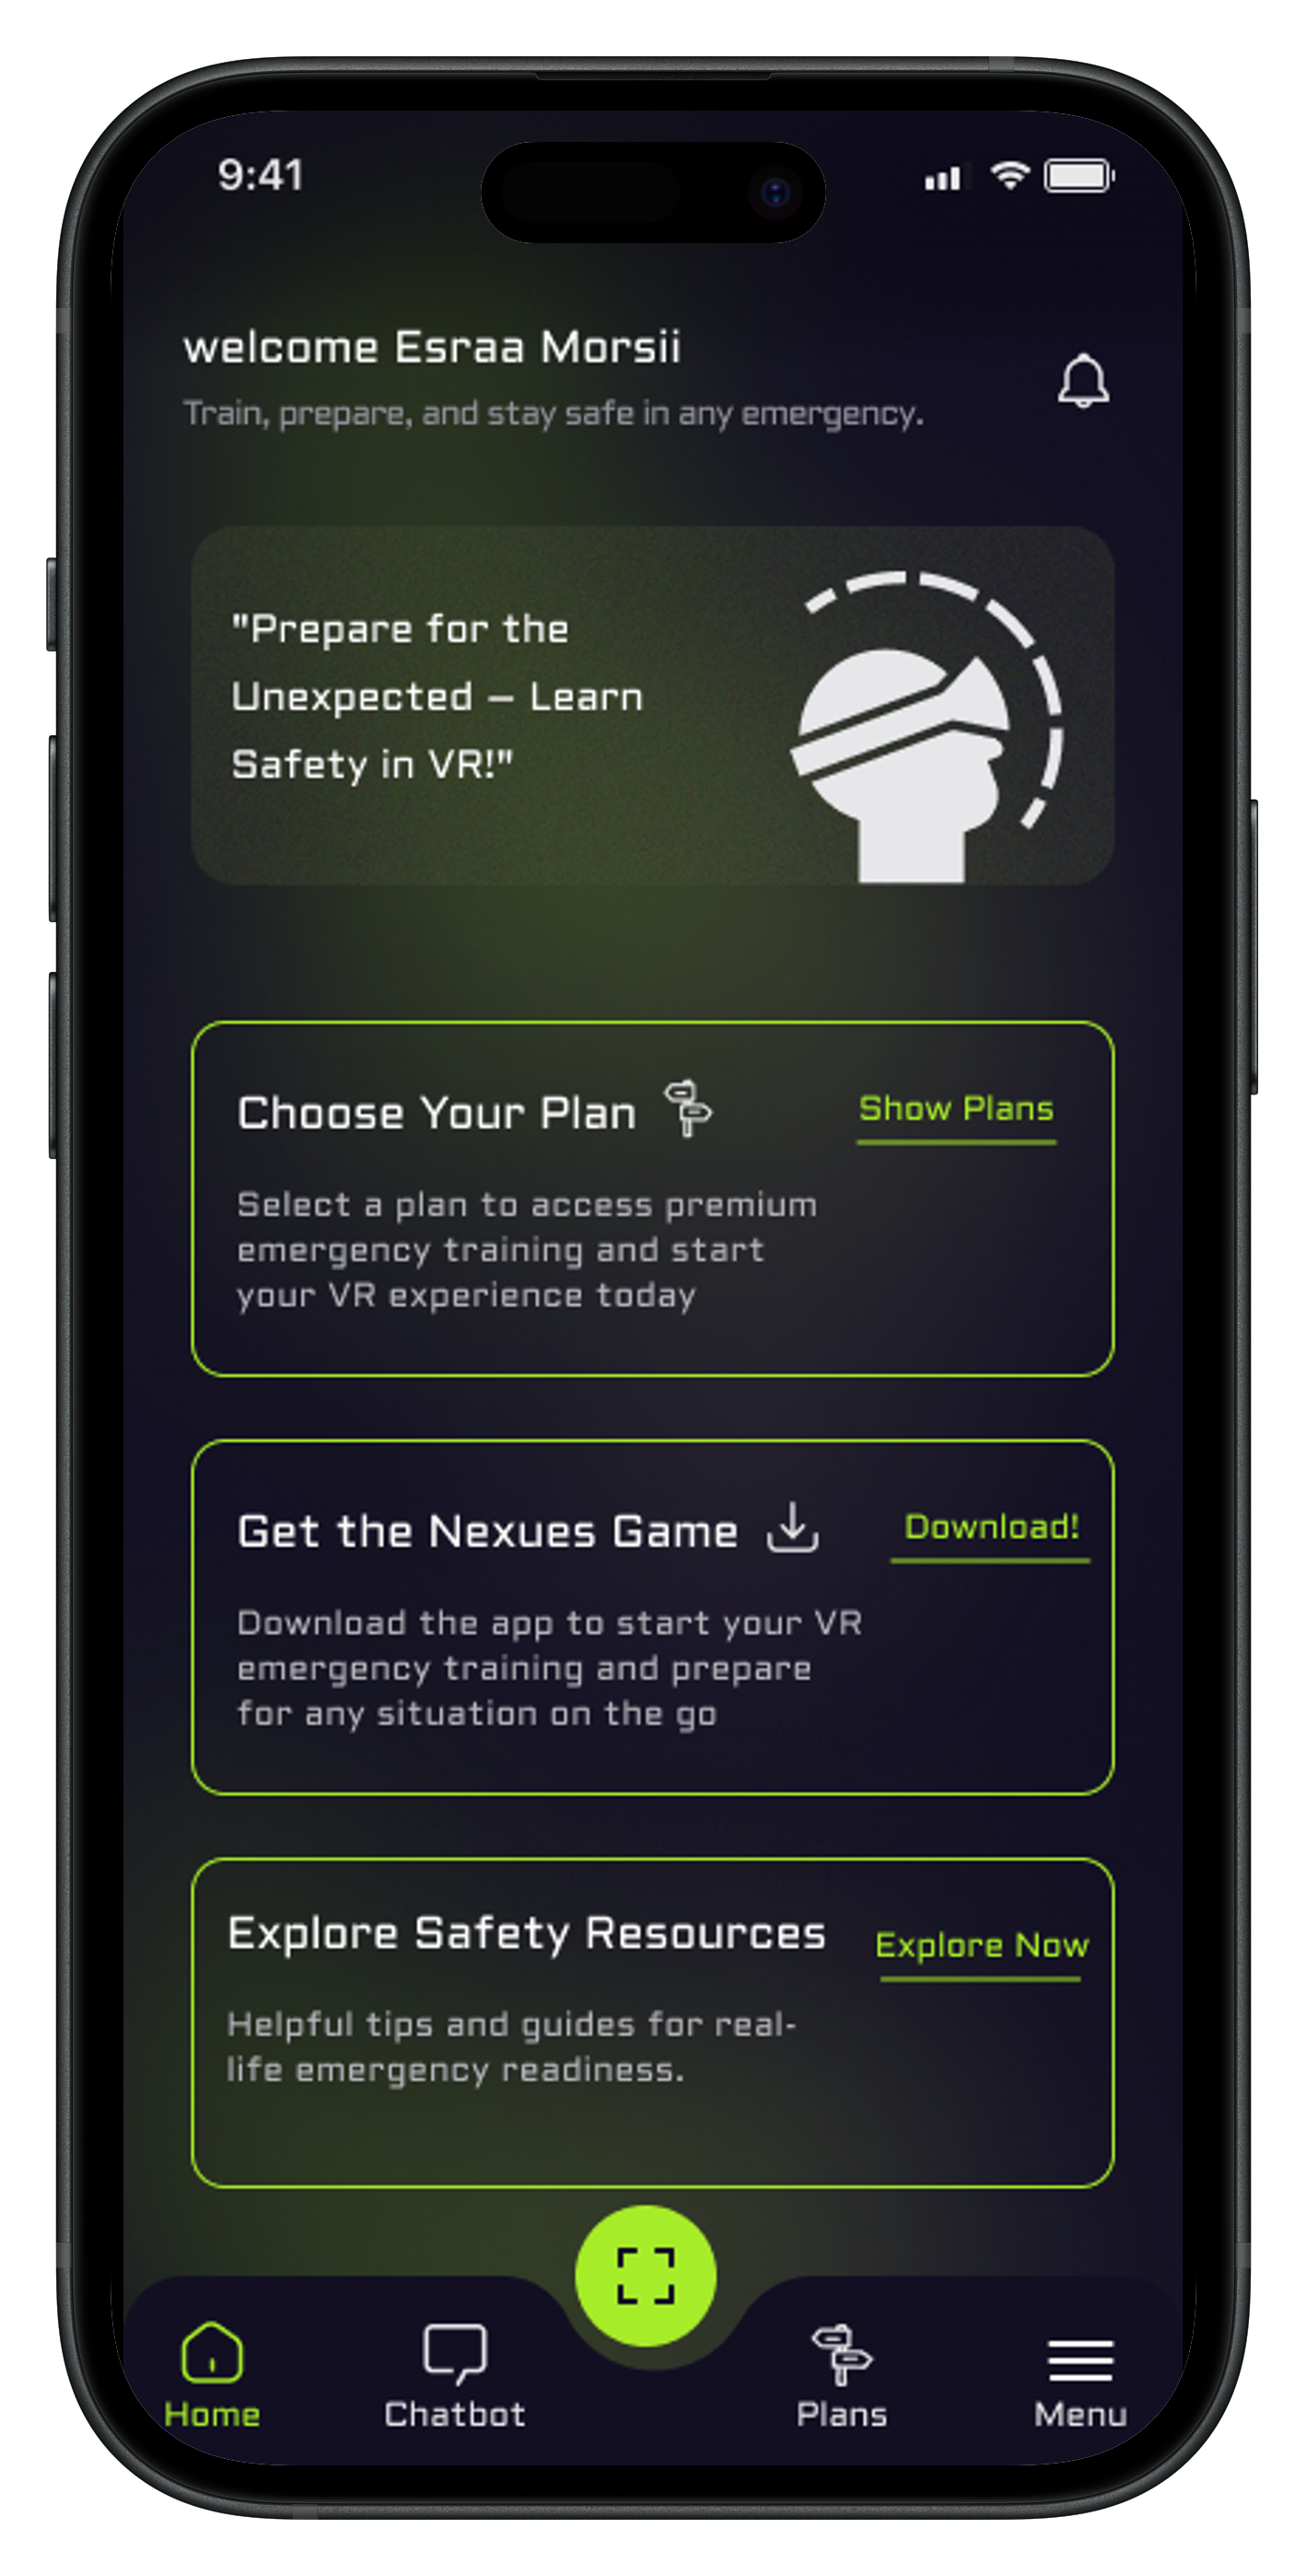 9:41
welcome Esraa Morsii
Train, prepare, and stay safe in any emergency.
"Prepare for the
Unexpected – Learn
Safety in VR!"
Choose Your Plan
Show Plans
Select a plan to access premium
emergency training and start
your VR experience today
Get the Nexues Game
Download!
Download the app to start your VR
emergency training and prepare
for any situation on the go
Explore Safety Resources
Explore Now
Helpful tips and guides for real-
life emergency readiness.
Home
Chatbot
Plans
Menu